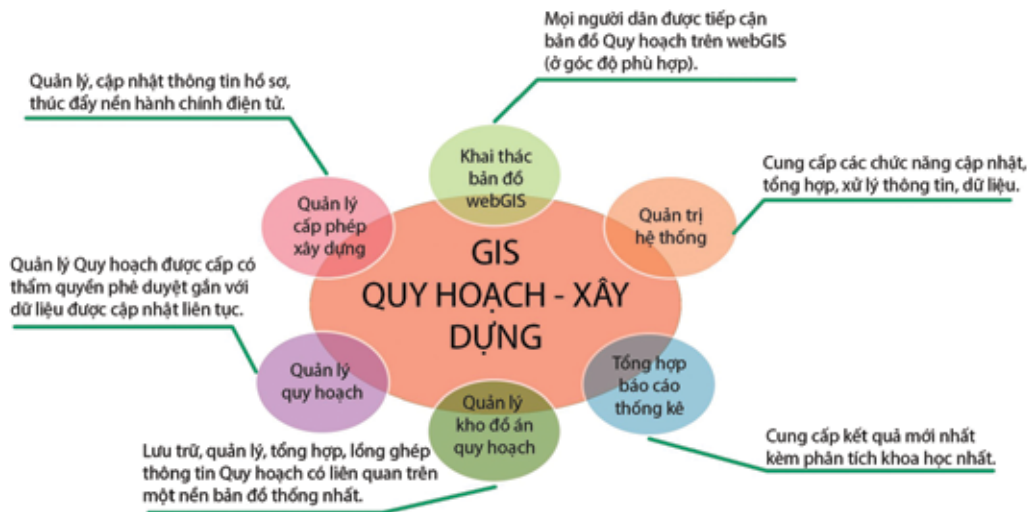 Mọi người dân được tiếp cận
bản đồ Quy hoạch trên webGIS
(ở góc độ phù hợp).
Quản lý, cập nhật thông tin hồ sơ,
thúc đẩy nền hành chính điện tử.
Khai thác
bản đồ
webGIS
Cung cấp các chức năng cập nhật,
tổng hợp, xử lý thông tin, dữ liệu.
Quản lý
cấp phép
xây dựng
Quản trị
hệ thống
GIS
QUY HOẠCH - XÂY
DỰNG
Quản lý Quy hoạch được cấp có
thẩm quyền phê duyệt gắn với
dữ liệu được cập nhật liên tục.
Quản lý
quy hoạch
Tổng hợp
báo cáo
thống kê
Quản lý
kho đồ án
quy hoạch
Lưu trữ, quản lý, tổng hợp, lồng ghép
thông tin Quy hoạch có liên quan trên
một nền bản đồ thống nhất.
Cung cấp kết quả mới nhất
kèm phân tích khoa học nhất.